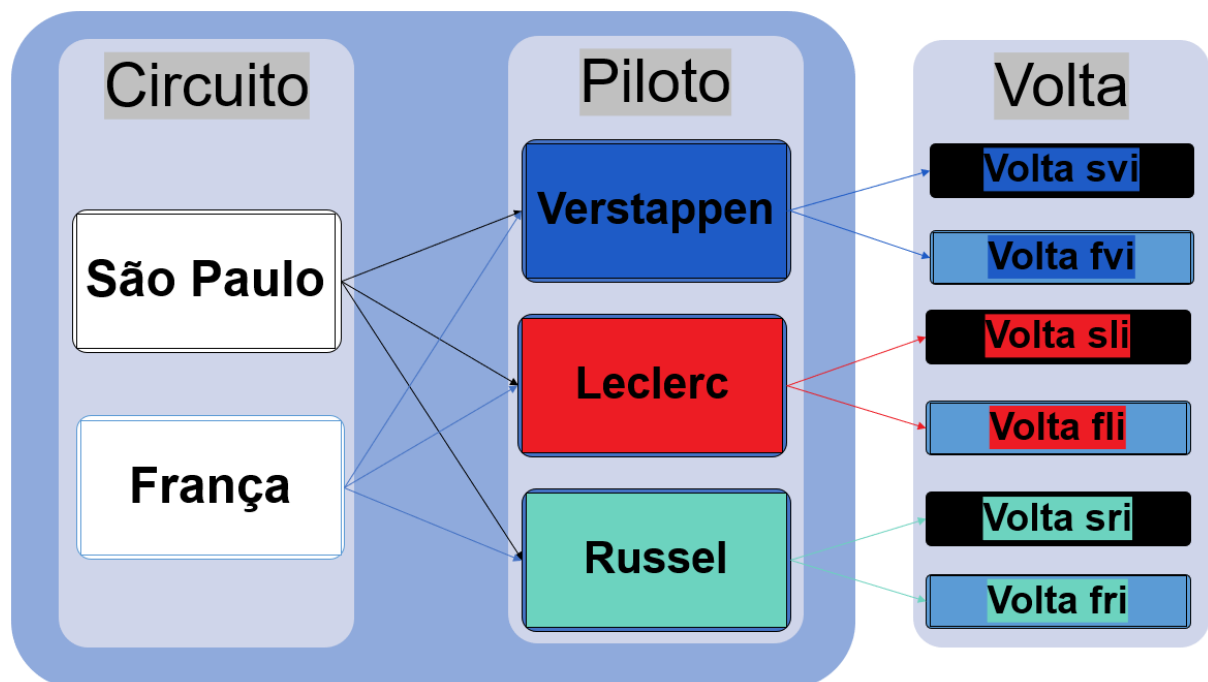 Circuito
Piloto
Volta
São Paulo
França
Verstappen
Leclerc
Russel
Volta svi
Volta fvi
Volta sli
Volta fli
Volta sri
Volta fri